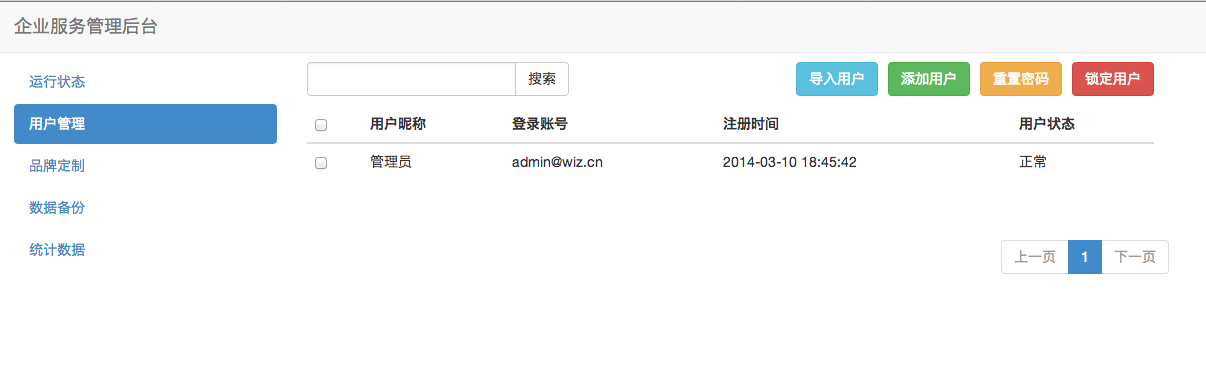 企业服务管理后台
运行状态
用户管理
品牌定制
数据备份
统计数据
搜索 导入用户 添加用户 重置密码 锁定用户
用户昵称 登录账号 注册时间 用户状态
管理员 admin@wiz.cn 2014-03-10 18:45:42 正常
上一页 1 下一页